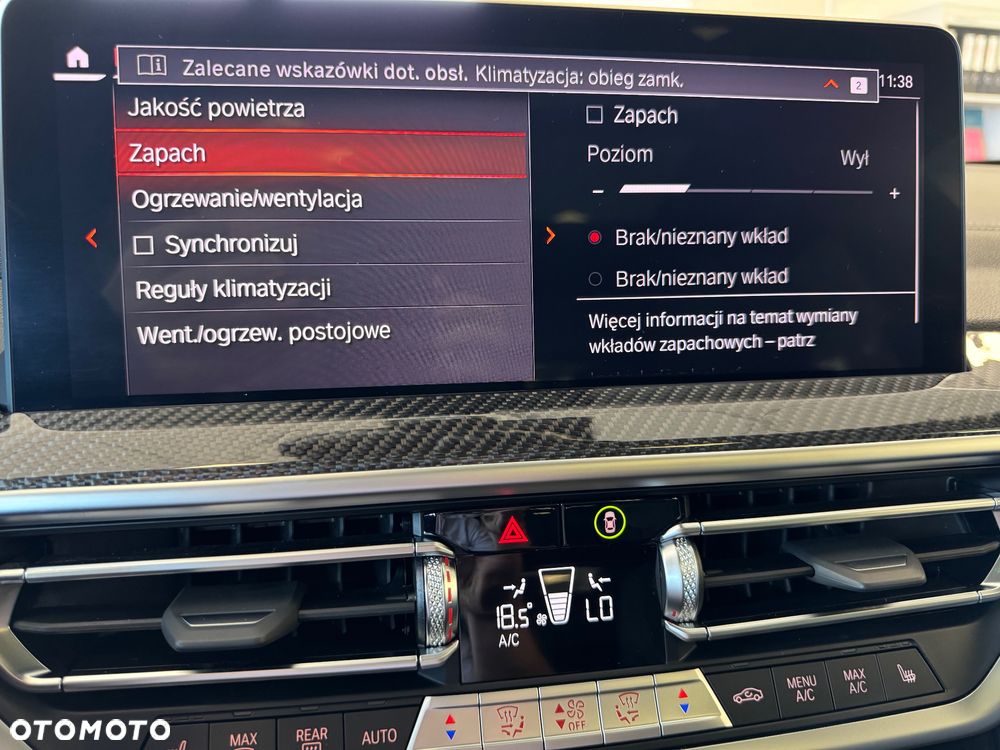 Zalecane wskazówki dot. obsł. Klimatyzacja: obieg zamk.
2
11:38
Jakość powietrza
Zapach
Ogrzewanie/wentylacja
Synchronizuj
Reguły klimatyzacji
Went./ogrzew. postojowe
Zapach
Poziom
Wył
Brak/nieznany wkład
Brak/nieznany wkład
Więcej informacji na temat wymiany
wkładów zapachowych – patrz
18.5°
A/C
LO
MAX
REAR
AUTO
OFF
MENU
A/C
MAX
A/C
OTOMOTO